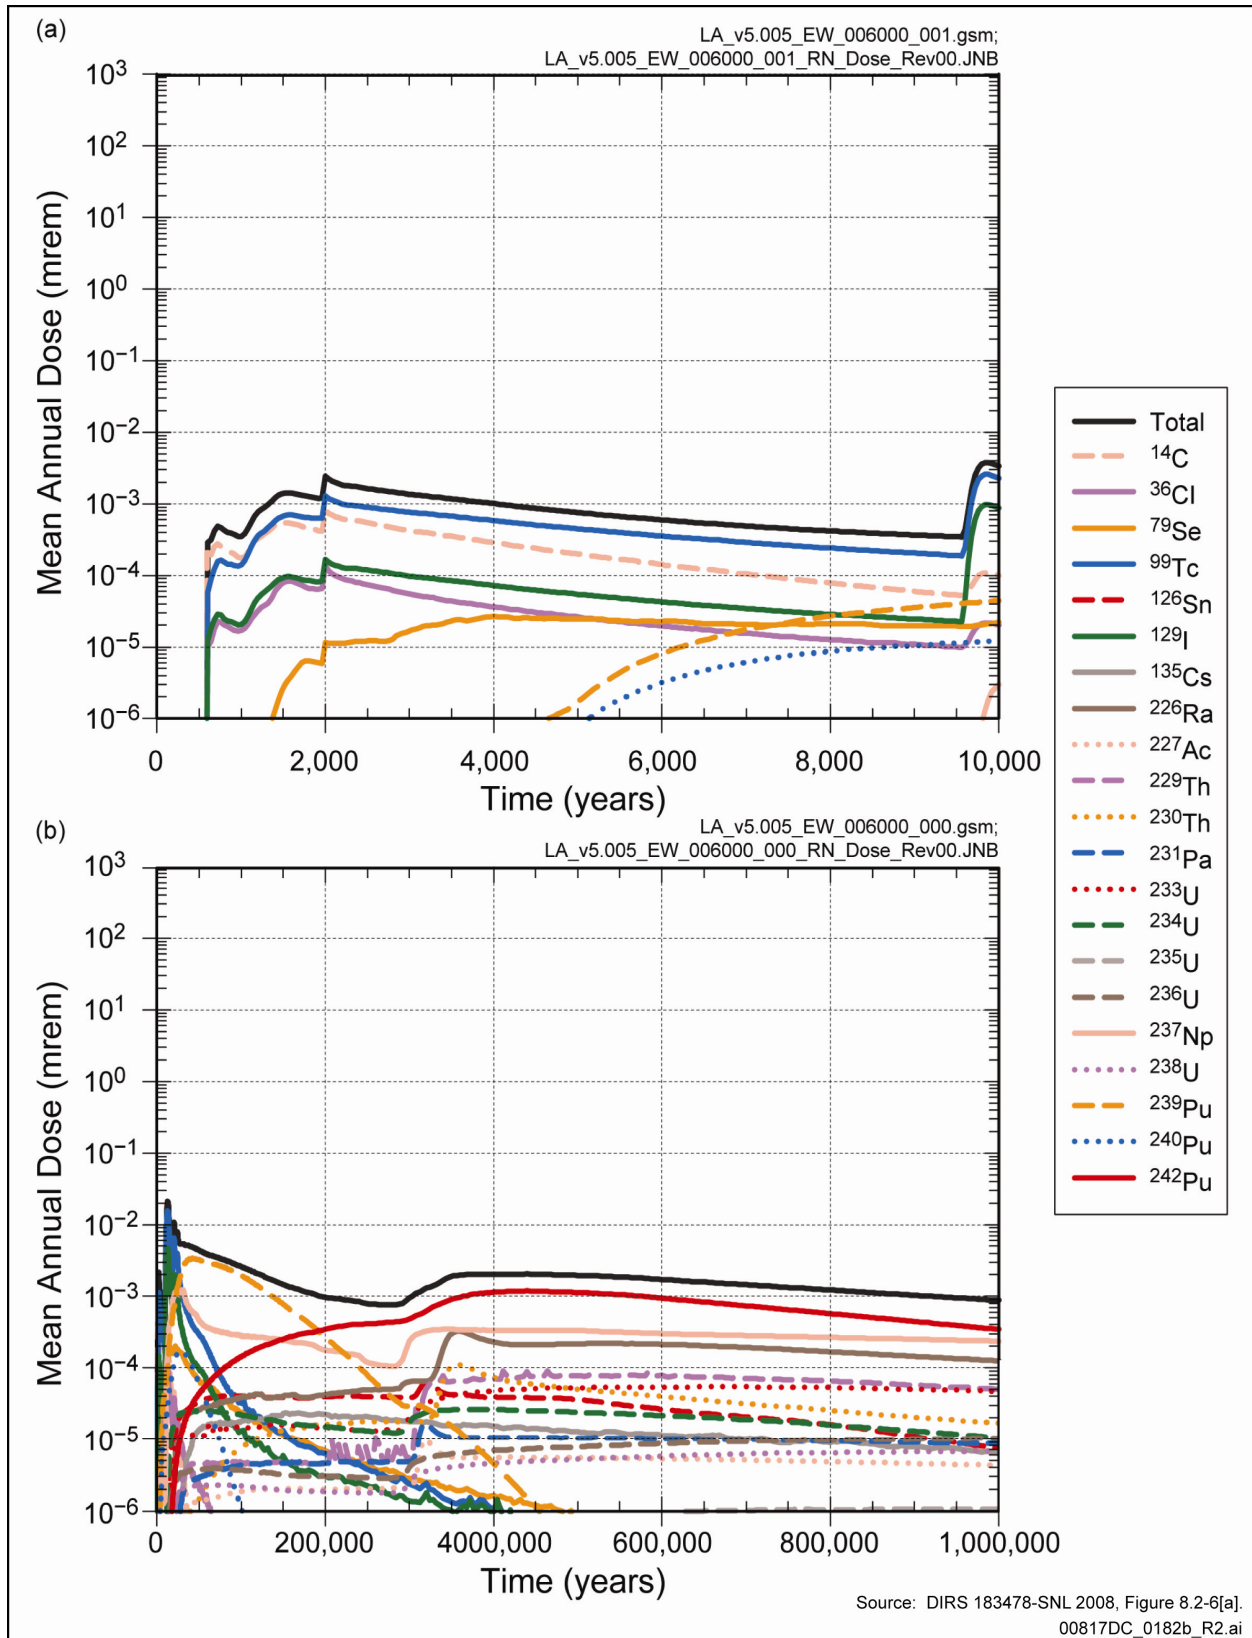 (a)
LA_v5.005_EW_006000_001.gsm;
LA_v5.005_EW_006000_001_RN_Dose_Rev00.JNB
Mean Annual Dose (mrem)
10³
10²
10¹
10⁰
10⁻¹
10⁻²
10⁻³
10⁻⁴
10⁻⁵
10⁻⁶
0 2,000 4,000 6,000 8,000 10,000
Time (years)
(b)
LA_v5.005_EW_006000_000.gsm;
LA_v5.005_EW_006000_000_RN_Dose_Rev00.JNB
Mean Annual Dose (mrem)
10³
10²
10¹
10⁰
10⁻¹
10⁻²
10⁻³
10⁻⁴
10⁻⁵
10⁻⁶
0 200,000 4000,000 600,000 800,000 1,000,000
Time (years)
Total
¹⁴C
³⁶Cl
⁷⁹Se
⁹⁹Tc
¹²⁶Sn
¹²⁹I
¹³⁵Cs
²²⁶Ra
²²⁷Ac
²²⁹Th
²³⁰Th
²³¹Pa
²³³U
²³⁴U
²³⁵U
²³⁶U
²³⁷Np
²³⁸U
²³⁹Pu
²⁴⁰Pu
²⁴²Pu
Source: DIRS 183478-SNL 2008, Figure 8.2-6[a].
00817DC_0182b_R2.ai